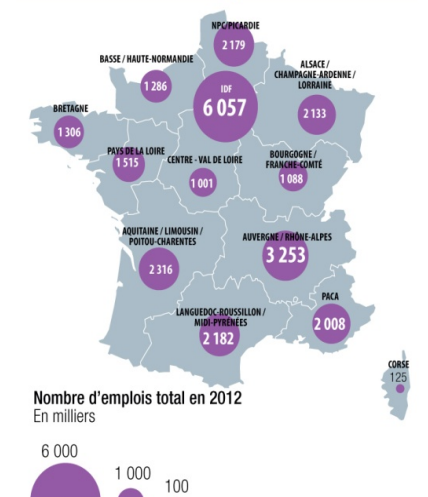 NPC/PICARDIE
2 179
BASSE / HAUTE-NORMANDIE
1 286
IDF
6 057
ALSACE /
CHAMPAGNE-ARDENNE /
LORRAINE
2 133
BRETAGNE
1 306
PAYS DE LA LOIRE
1 515
CENTRE - VAL DE LOIRE
1 001
BOURGOGNE /
FRANCHE-COMTÉ
1 088
AQUITAINE / LIMOUSIN /
POITOU-CHARENTES
2 316
AUVERGNE / RHÔNE-ALPES
3 253
LANGUEDOC-ROUSSILLON /
MIDI-PYRÉNÉES
2 182
PACA
2 008
CORSE
125
Nombre d’emplois total en 2012
En milliers
6 000
1 000
100